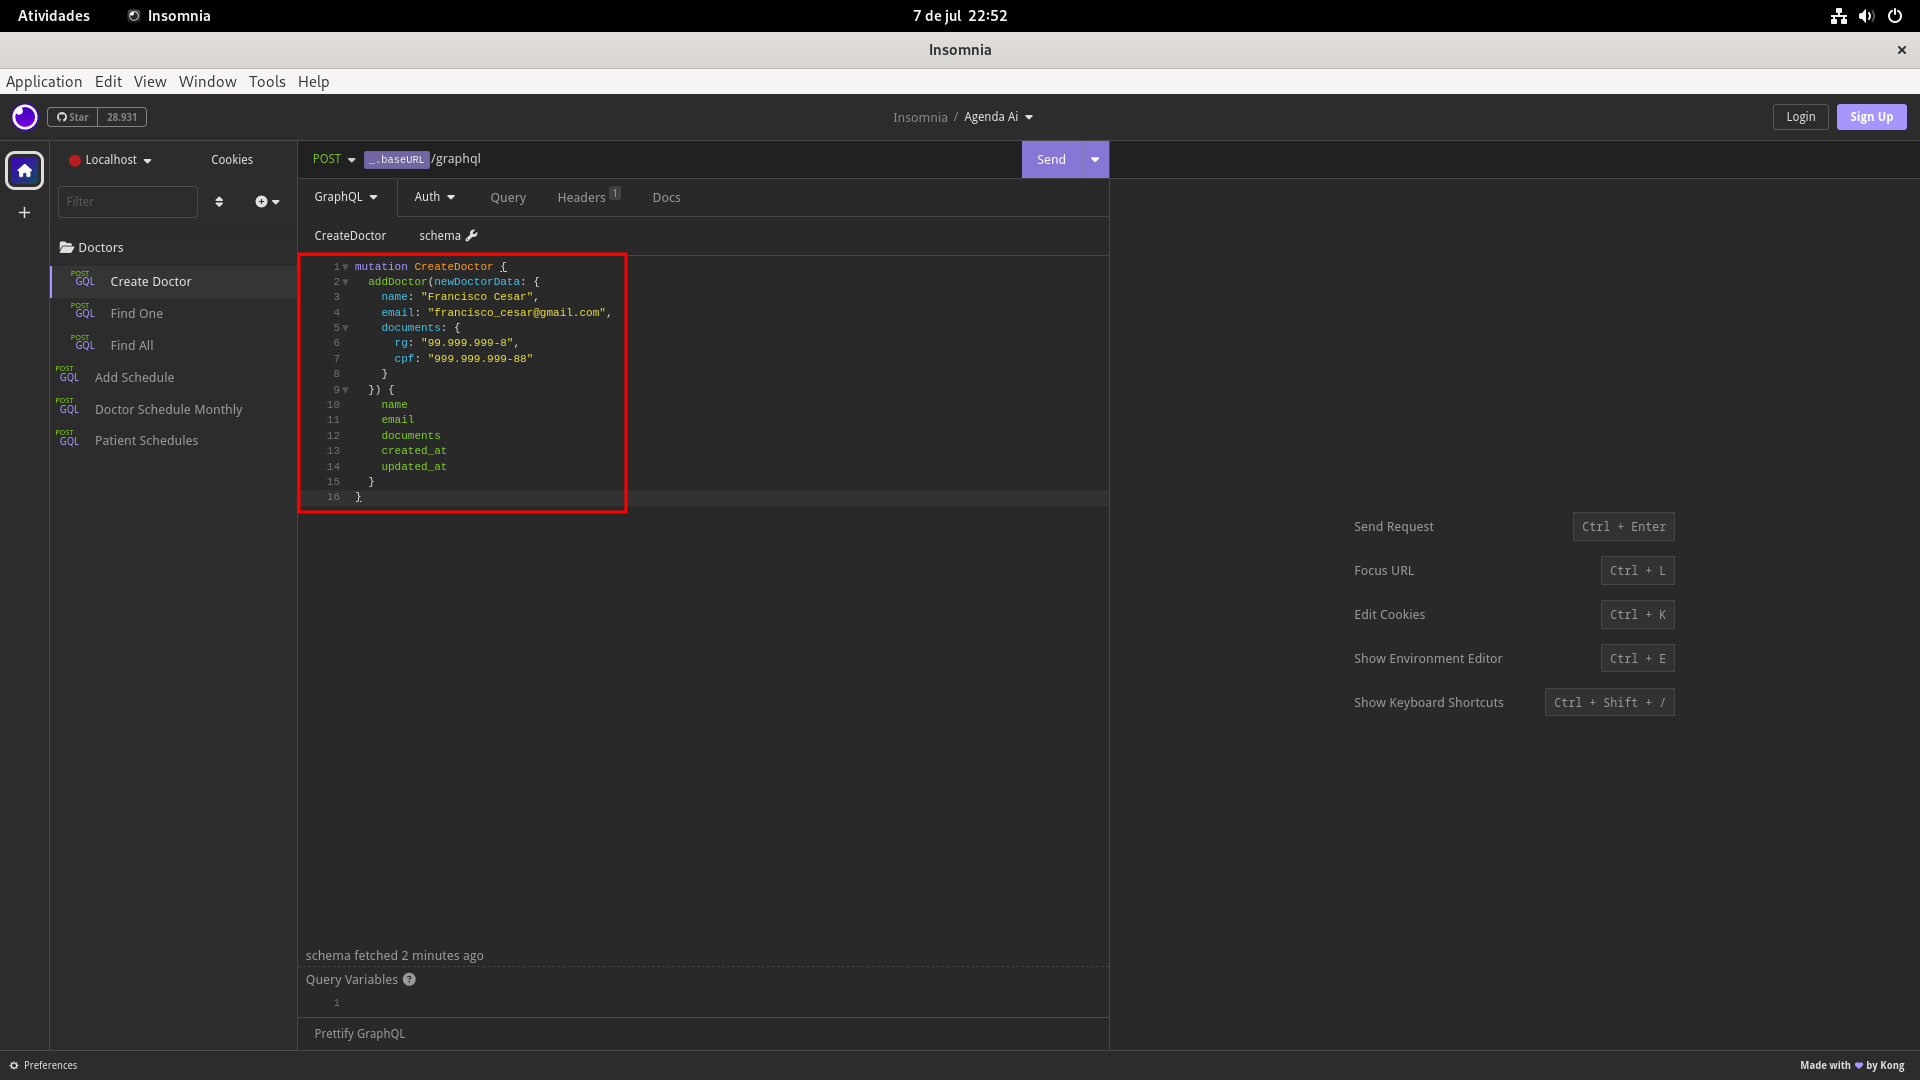 Atividades Insomnia 7 de jul 22:52
Insomnia
Application Edit View Window Tools Help
Star 28.931 Insomnia / Agenda Ai Login Sign Up
Localhost Cookies POST _.baseURL /graphql Send
Filter GraphQL Auth Query Headers 1 Docs
CreateDoctor schema
Doctors
POST GQL Create Doctor
POST GQL Find One
POST GQL Find All
POST GQL Add Schedule
POST GQL Doctor Schedule Monthly
POST GQL Patient Schedules
1 mutation CreateDoctor {
2 addDoctor(newDoctorData: {
3 name: "Francisco Cesar",
4 email: "francisco_cesar@gmail.com",
5 documents: {
6 rg: "99.999.999-8",
7 cpf: "999.999.999-88"
8 }
9 }) {
10 name
11 email
12 documents
13 created_at
14 updated_at
15 }
16 }
Send Request Ctrl + Enter
Focus URL Ctrl + L
Edit Cookies Ctrl + K
Show Environment Editor Ctrl + E
Show Keyboard Shortcuts Ctrl + Shift + /
schema fetched 2 minutes ago
Query Variables ?
1
Prettify GraphQL
Preferences Made with by Kong